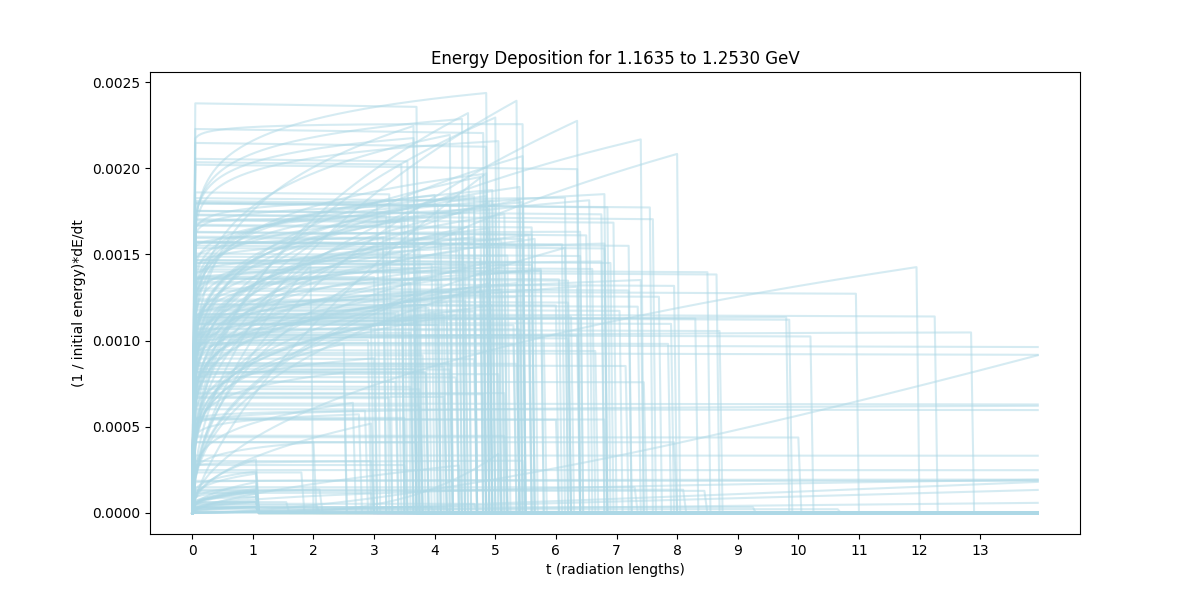 Energy Deposition for 1.1635 to 1.2530 GeV
0.0025
0.0020
0.0015
0.0010
0.0005
0.0000
(1 / initial energy)*dE/dt
0 1 2 3 4 5 6 7 8 9 10 11 12 13
t (radiation lengths)